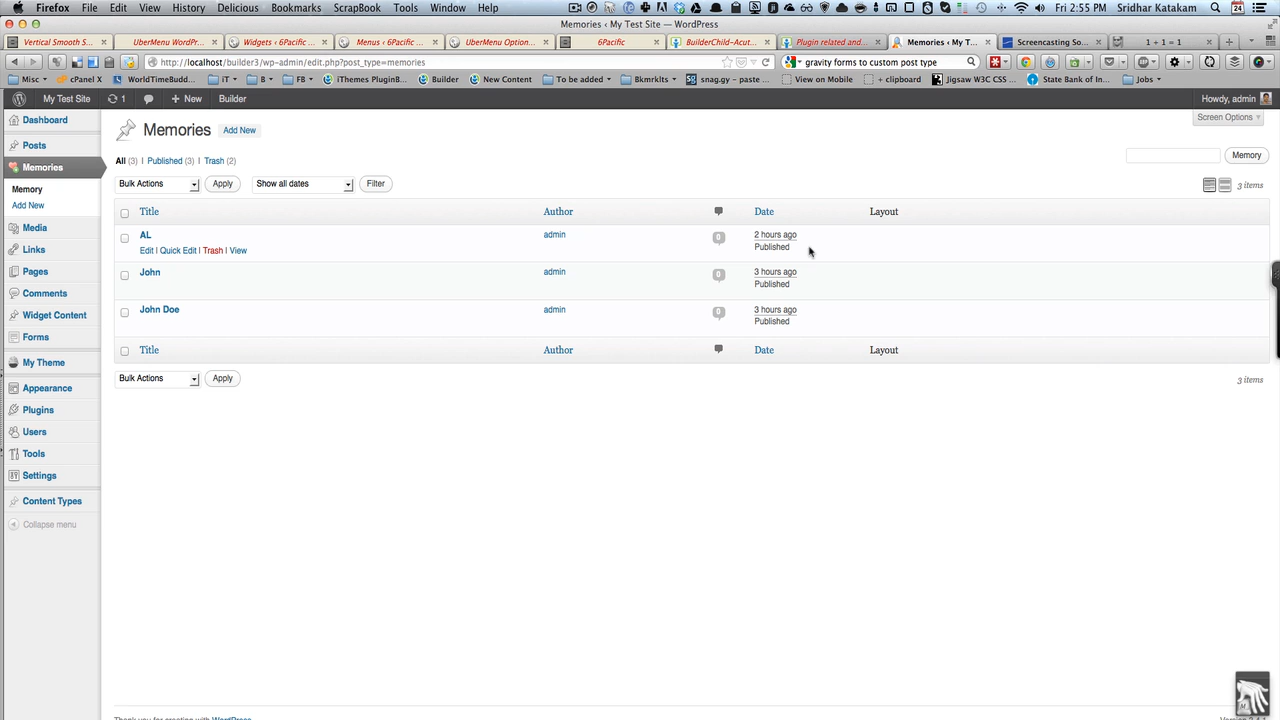 Firefox File Edit View History Delicious Bookmarks ScrapBook Tools Window Help Fri 2:55 PM Sridhar Katakam
Memories ‹ My Test Site — WordPress
Vertical Smooth S... UberMenu WordPr... Widgets ‹ 6Pacific ... Menus ‹ 6Pacific ... UberMenu Option... 6Pacific BuilderChild-Acut... Plugin related and... Memories ‹ My T... Screencasting So... 1 + 1 = 1
http://localhost/builder3/wp-admin/edit.php?post_type=memories gravity forms to custom post type
Misc cPanel X WorldTimeBudd... IT B FB iThemes PluginB... Builder New Content To be added Bkmrklts snag.gy - paste ... View on Mobile + clipboard Jigsaw W3C CSS ... State Bank of In... Jobs
My Test Site 1 + New Builder Howdy, admin
Screen Options
Dashboard
Posts
Memories
Memory
Add New
Media
Links
Pages
Comments
Widget Content
Forms
My Theme
Appearance
Plugins
Users
Tools
Settings
Content Types
Collapse menu
Memories Add New
All (3) | Published (3) | Trash (2)
Memory
Bulk Actions Apply Show all dates Filter 3 items
Title Author Date Layout
AL admin 0 2 hours ago
Edit | Quick Edit | Trash | View Published
John admin 0 3 hours ago
Published
John Doe admin 0 3 hours ago
Published
Title Author Date Layout
Bulk Actions Apply 3 items
Thank you for creating with WordPress